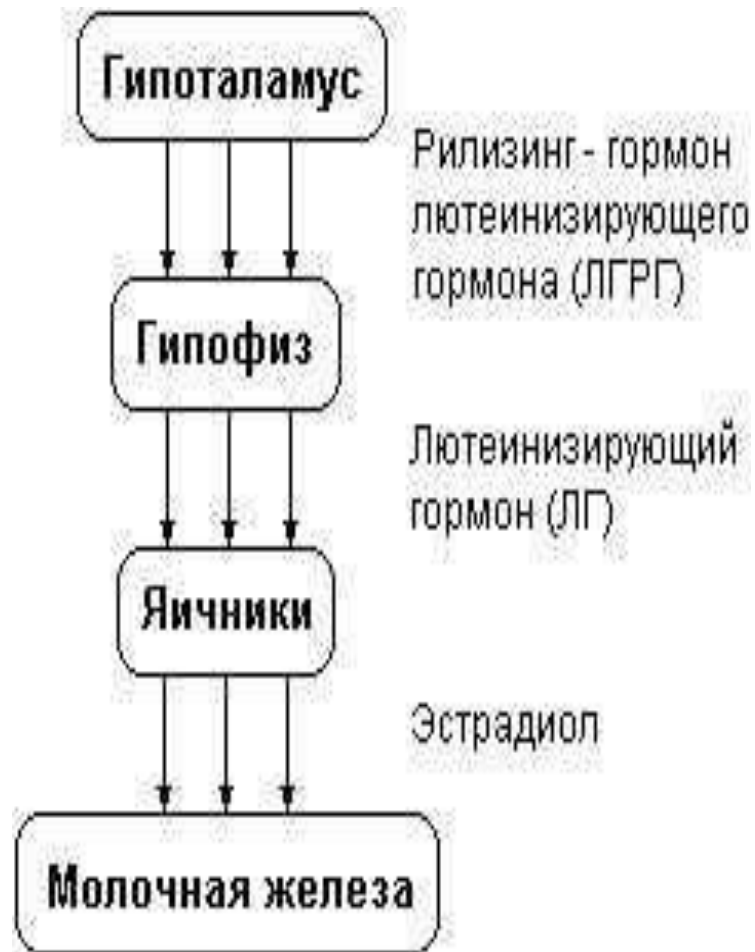 Гипоталамус
Рилизинг - гормон
лютеинизирующего
гормона (ЛГРГ)
Гипофиз
Лютеинизирующий
гормон (ЛГ)
Яичники
Эстрадиол
Молочная железа